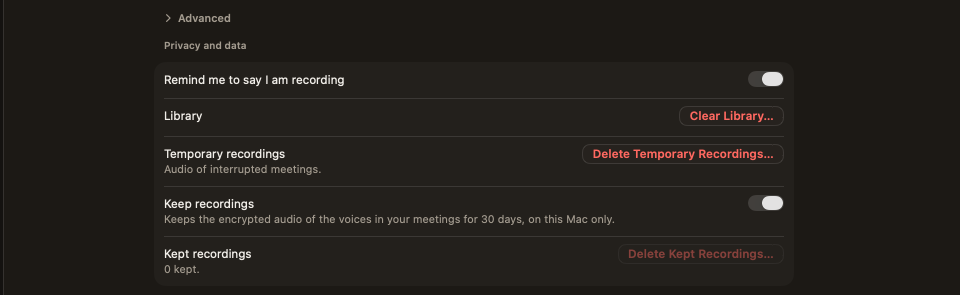 Advanced
Privacy and data
Remind me to say I am recording
Library
Clear Library...
Temporary recordings
Delete Temporary Recordings...
Audio of interrupted meetings.
Keep recordings
Keeps the encrypted audio of the voices in your meetings for 30 days, on this Mac only.
Kept recordings
Delete Kept Recordings...
0 kept.